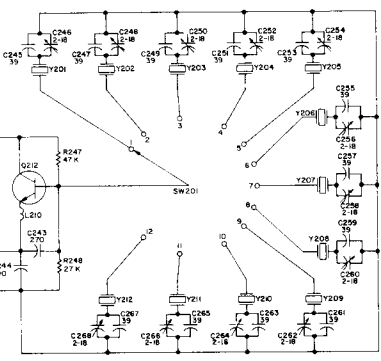 C246
2-18
C245
39
C248
2-18
C247
39
C250
2-18
C249
39
C252
2-18
C251
39
C254
2-18
C253
39
Y201
Y202
Y203
Y204
Y205
1
2
3
4
5
6
7
8
9
10
11
12
SW201
Y206
C255
39
C256
2-18
Y207
C257
39
C258
2-18
Y208
C259
39
C260
2-18
Q212
R247
47 K
L210
C243
270
R248
27 K
244
Y212
Y211
Y210
Y209
C267
39
C268
2-18
C265
39
C266
2-18
C263
39
C264
2-18
C261
39
C262
2-18